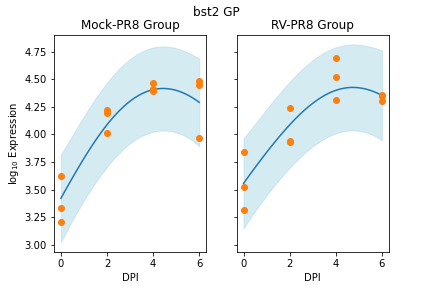 bst2 GP
Mock-PR8 Group
RV-PR8 Group
log₁₀ Expression
4.75
4.50
4.25
4.00
3.75
3.50
3.25
3.00
0 2 4 6
0 2 4 6
DPI
DPI